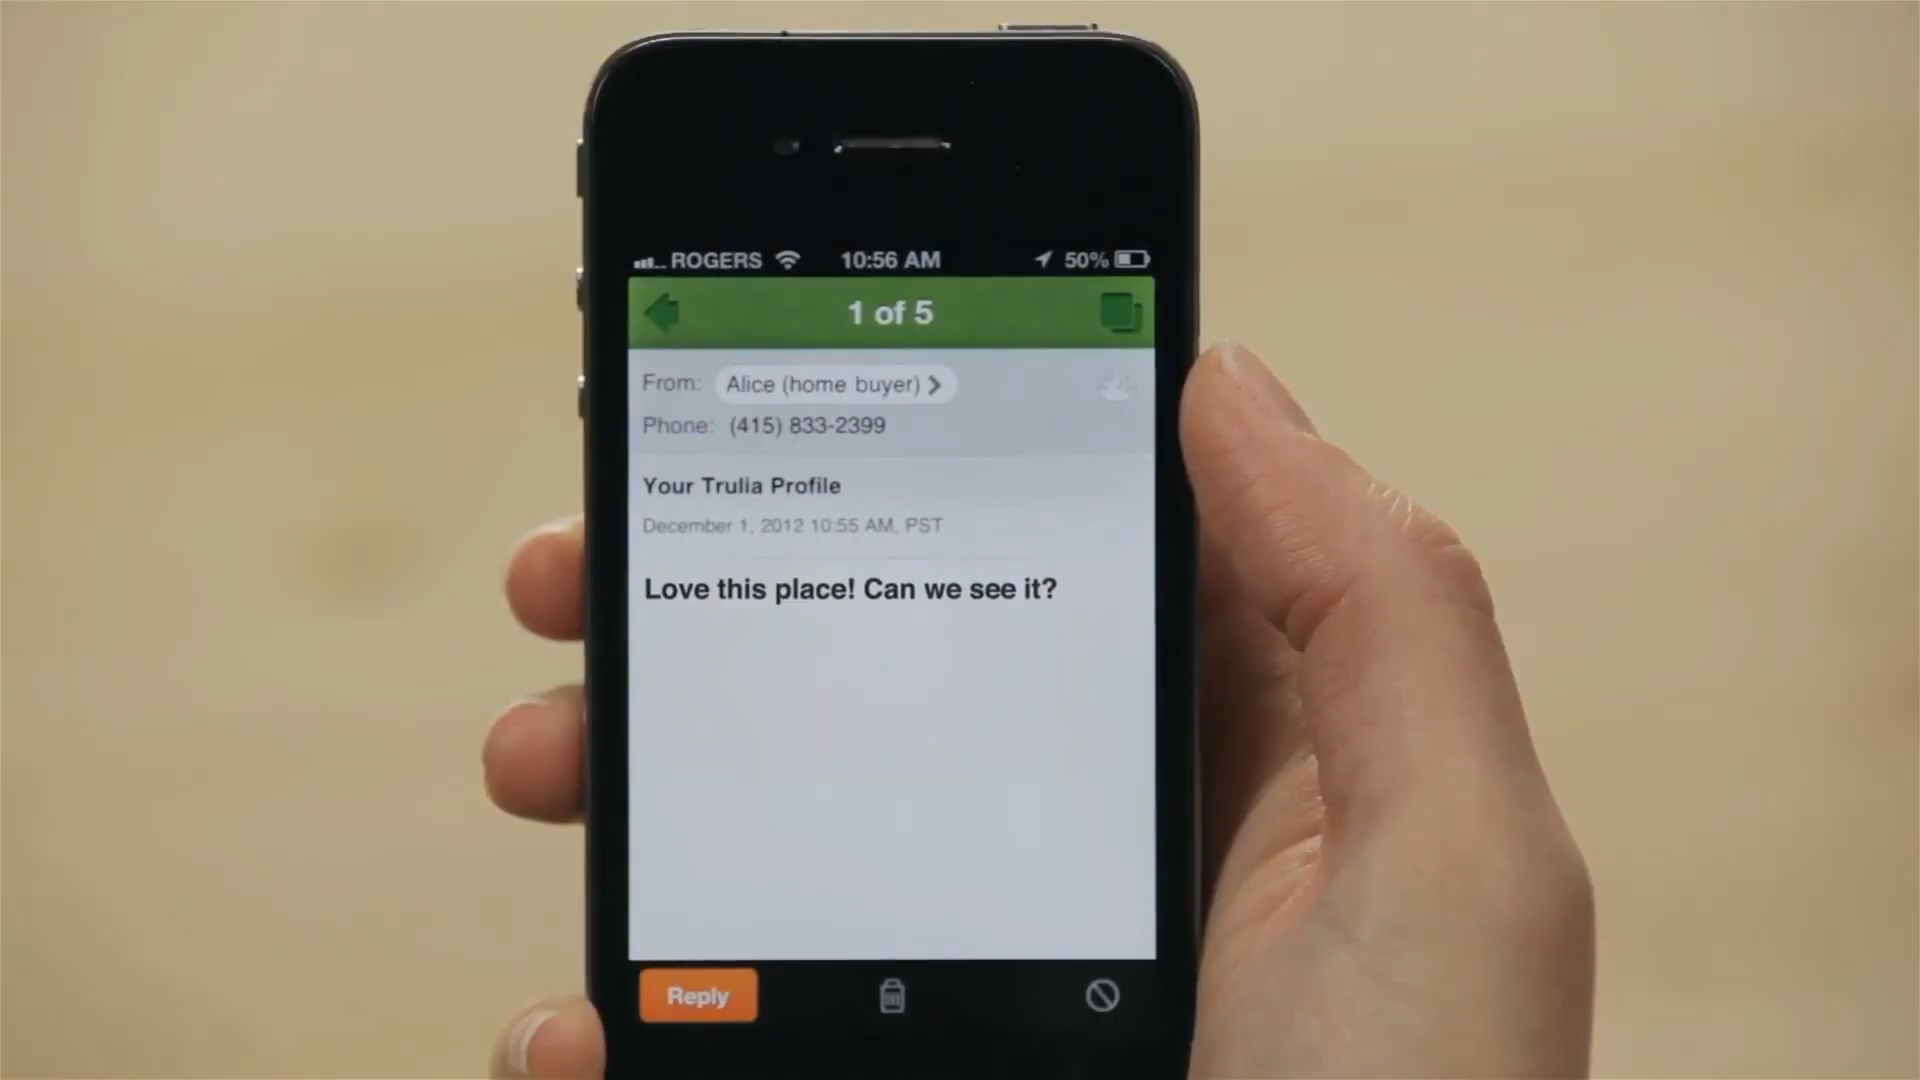 ROGERS 10:56 AM 50%
1 of 5
From: Alice (home buyer)
Phone: (415) 833-2399
Your Trulia Profile
December 1, 2012 10:55 AM, PST
Love this place! Can we see it?
Reply